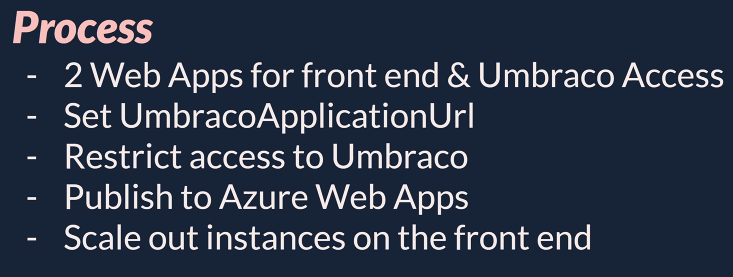 Process
- 2 Web Apps for front end & Umbraco Access
- Set UmbracoApplicationUrl
- Restrict access to Umbraco
- Publish to Azure Web Apps
- Scale out instances on the front end